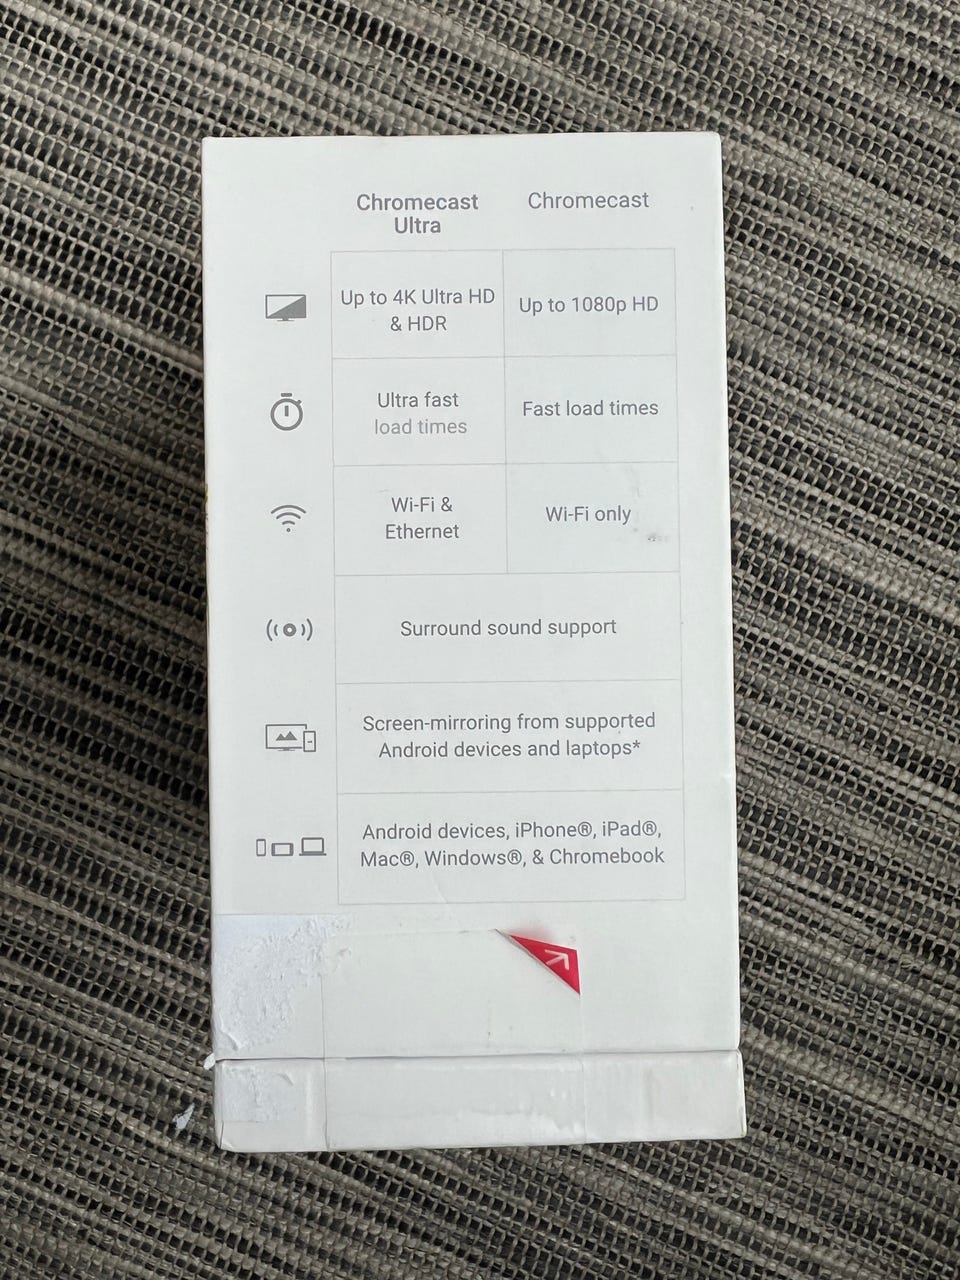 Chromecast Ultra
Chromecast
Up to 4K Ultra HD
& HDR
Up to 1080p HD
Ultra fast
load times
Fast load times
Wi-Fi &
Ethernet
Wi-Fi only
Surround sound support
Screen-mirroring from supported
Android devices and laptops*
Android devices, iPhone®, iPad®,
Mac®, Windows®, & Chromebook